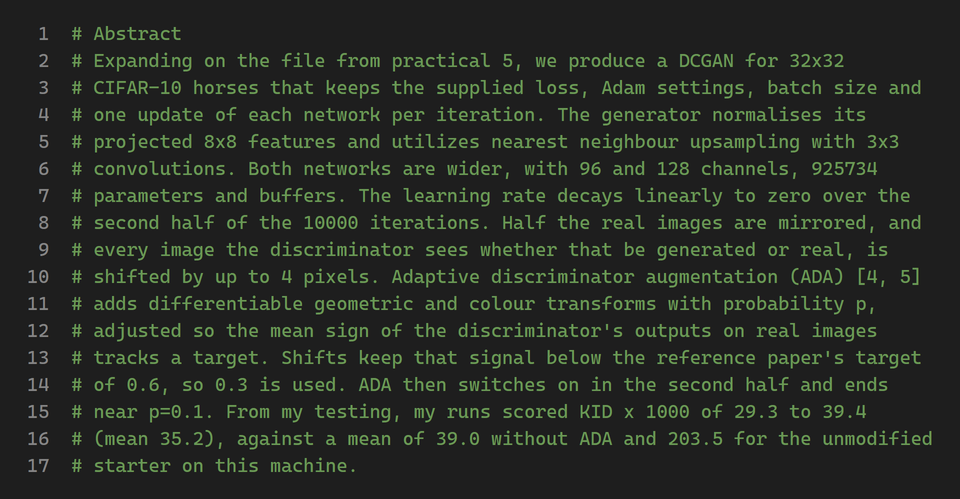 1 # Abstract
2 # Expanding on the file from practical 5, we produce a DCGAN for 32x32
3 # CIFAR-10 horses that keeps the supplied loss, Adam settings, batch size and
4 # one update of each network per iteration. The generator normalises its
5 # projected 8x8 features and utilizes nearest neighbour upsampling with 3x3
6 # convolutions. Both networks are wider, with 96 and 128 channels, 925734
7 # parameters and buffers. The learning rate decays linearly to zero over the
8 # second half of the 10000 iterations. Half the real images are mirrored, and
9 # every image the discriminator sees whether that be generated or real, is
10 # shifted by up to 4 pixels. Adaptive discriminator augmentation (ADA) [4, 5]
11 # adds differentiable geometric and colour transforms with probability p,
12 # adjusted so the mean sign of the discriminator's outputs on real images
13 # tracks a target. Shifts keep that signal below the reference paper's target
14 # of 0.6, so 0.3 is used. ADA then switches on in the second half and ends
15 # near p=0.1. From my testing, my runs scored KID x 1000 of 29.3 to 39.4
16 # (mean 35.2), against a mean of 39.0 without ADA and 203.5 for the unmodified
17 # starter on this machine.